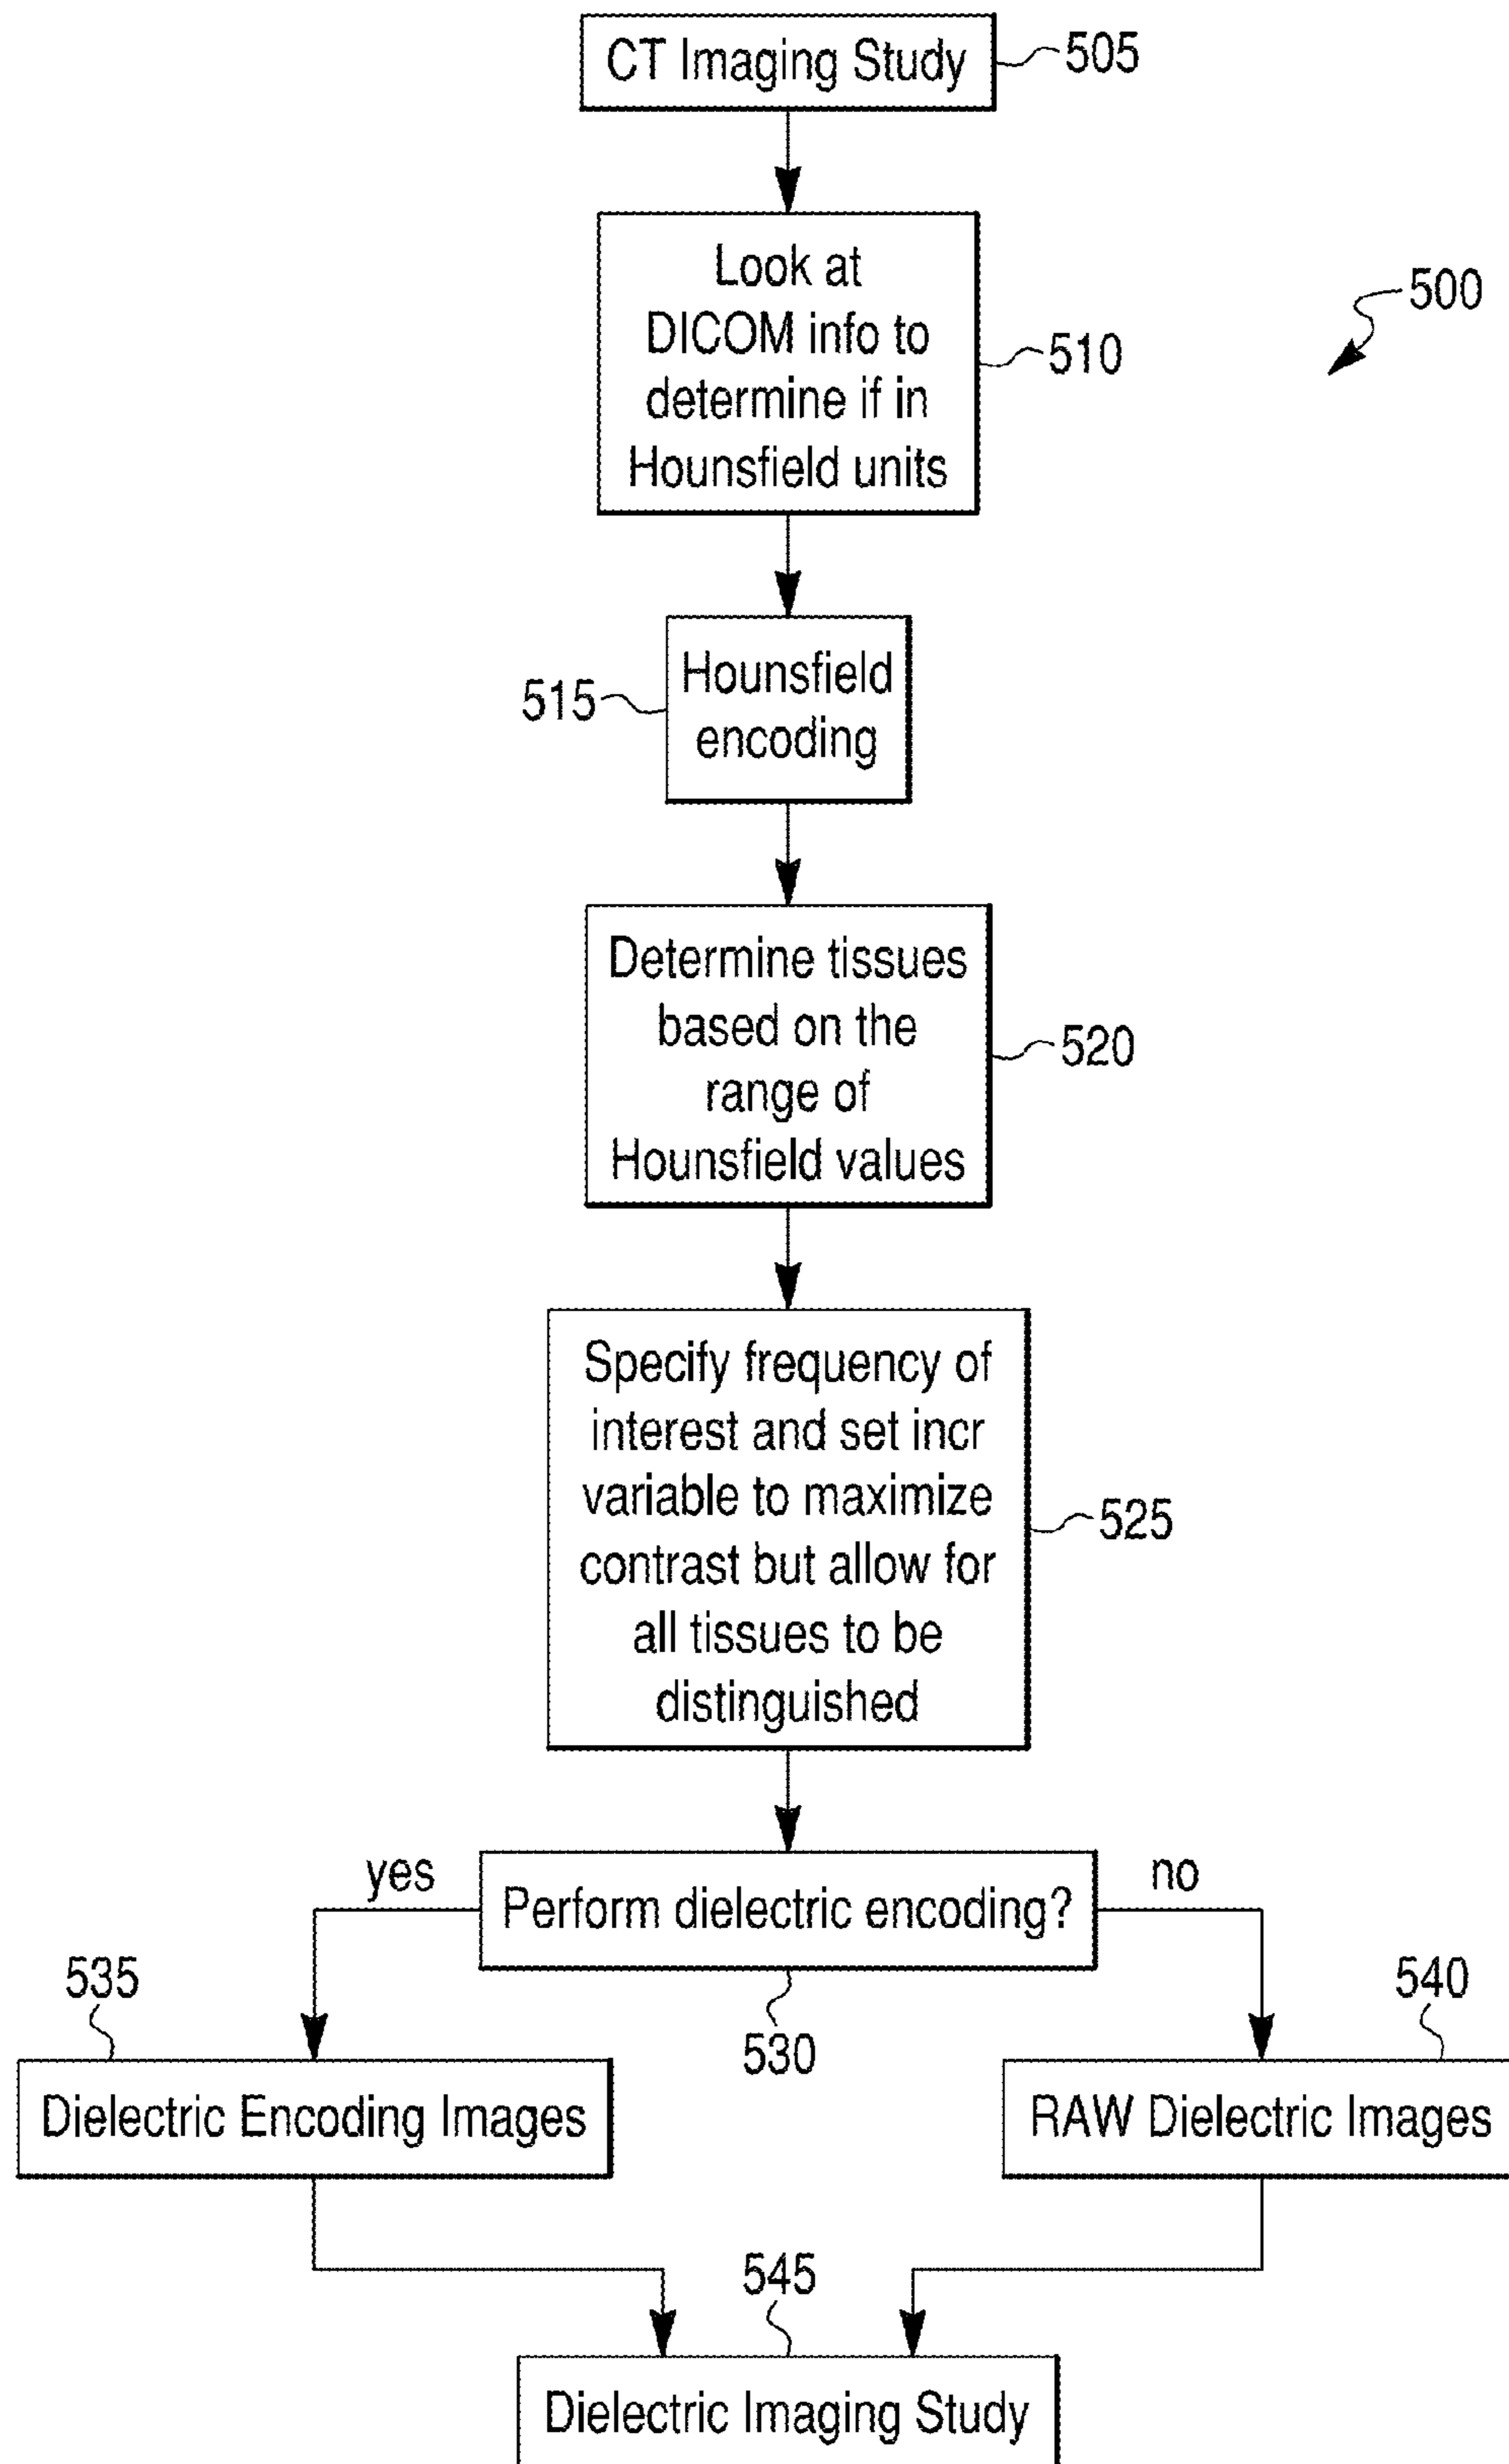 CT Imaging Study
505
Look at
DICOM info to
determine if in
Hounsfield units
510
500
Hounsfield
encoding
515
Determine tissues
based on the
range of
Hounsfield values
520
Specify frequency of
interest and set incr
variable to maximize
contrast but allow for
all tissues to be
distinguished
525
yes
Perform dielectric encoding?
no
530
535
Dielectric Encoding Images
540
RAW Dielectric Images
545
Dielectric Imaging Study